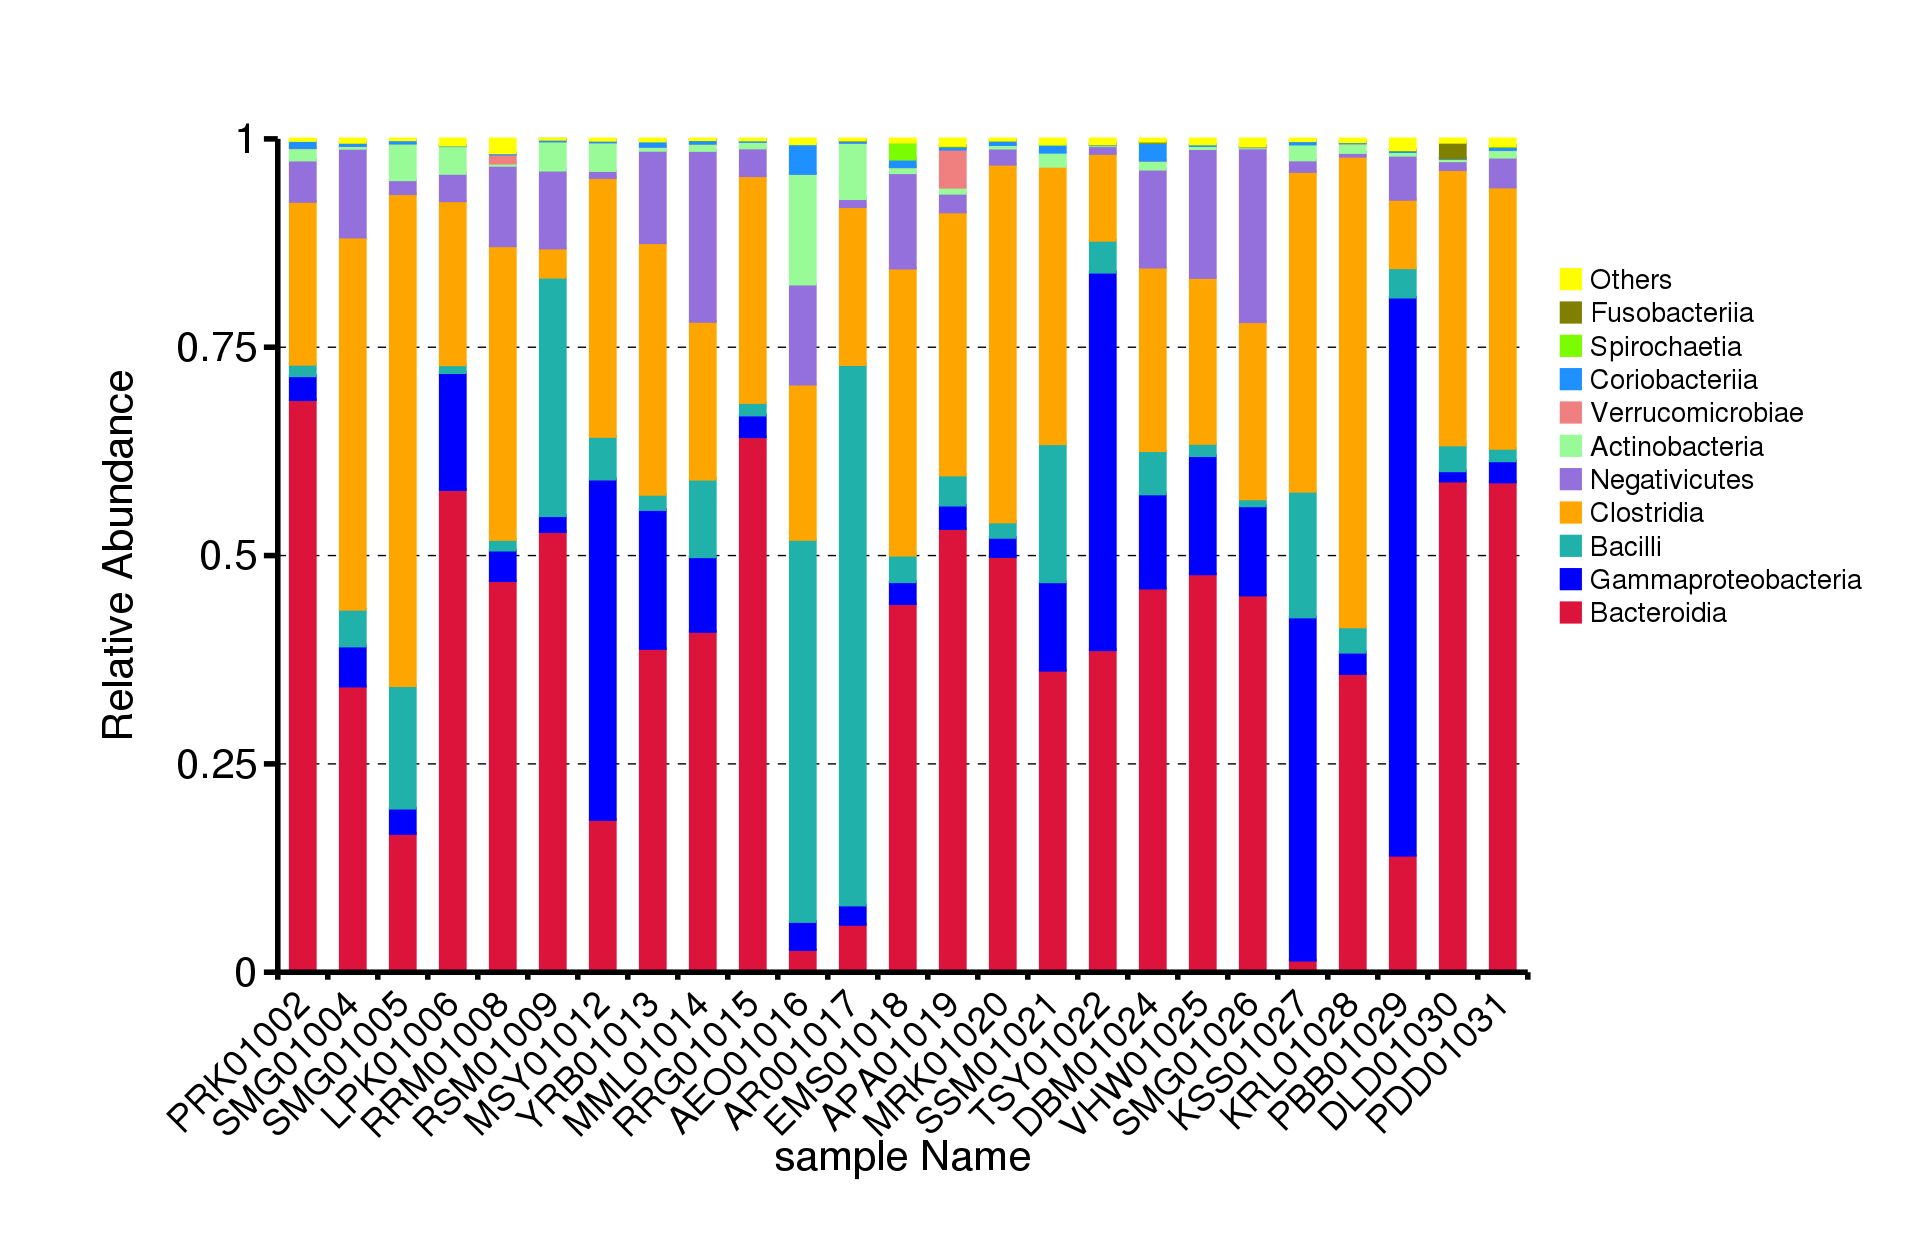 1
0.75
0.5
0.25
0
Relative Abundance
PRK01002
SMG01004
SMG01005
LPK01006
RRM01008
RSM01009
MSY01012
YRB01013
MML01014
RRG01015
AEO01016
AR001017
EMS01018
APA01019
MRK01020
SSM01021
TSY01022
DBM01024
VHW01025
SMG01026
KSS01027
KRL01028
PBB01029
DLD01030
PDD01031
sample Name
Others
Fusobacteriia
Spirochaetia
Coriobacteriia
Verrucomicrobiae
Actinobacteria
Negativicutes
Clostridia
Bacilli
Gammaproteobacteria
Bacteroidia